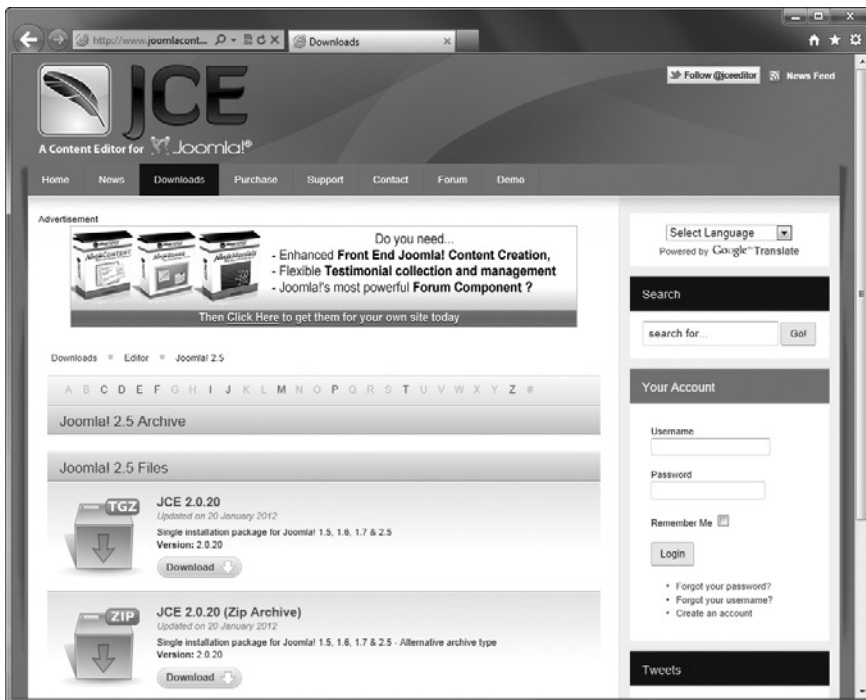 http://www.joomlacont...
Downloads
JCE
A Content Editor for Joomla!®
Follow @jceeditor
News Feed
Home News Downloads Purchase Support Contact Forum Demo
Advertisement
Do you need...
- Enhanced Front End Joomla! Content Creation,
- Flexible Testimonial collection and management
- Joomla!'s most powerful Forum Component ?
Then Click Here to get them for your own site today
Downloads Editor Joomla! 2.5
A B C D E F G H I J K L M N O P Q R S T U V W X Y Z #
Joomla! 2.5 Archive
Joomla! 2.5 Files
TGZ
JCE 2.0.20
Updated on 20 January 2012
Single installation package for Joomla! 1.5, 1.6, 1.7 & 2.5
Version: 2.0.20
Download
ZIP
JCE 2.0.20 (Zip Archive)
Updated on 20 January 2012
Single installation package for Joomla! 1.5, 1.6, 1.7 & 2.5 - Alternative archive type
Version: 2.0.20
Download
Select Language
Powered by Google™ Translate
Search
search for...
Go!
Your Account
Username
Password
Remember Me
Login
Forgot your password?
Forgot your username?
Create an account
Tweets